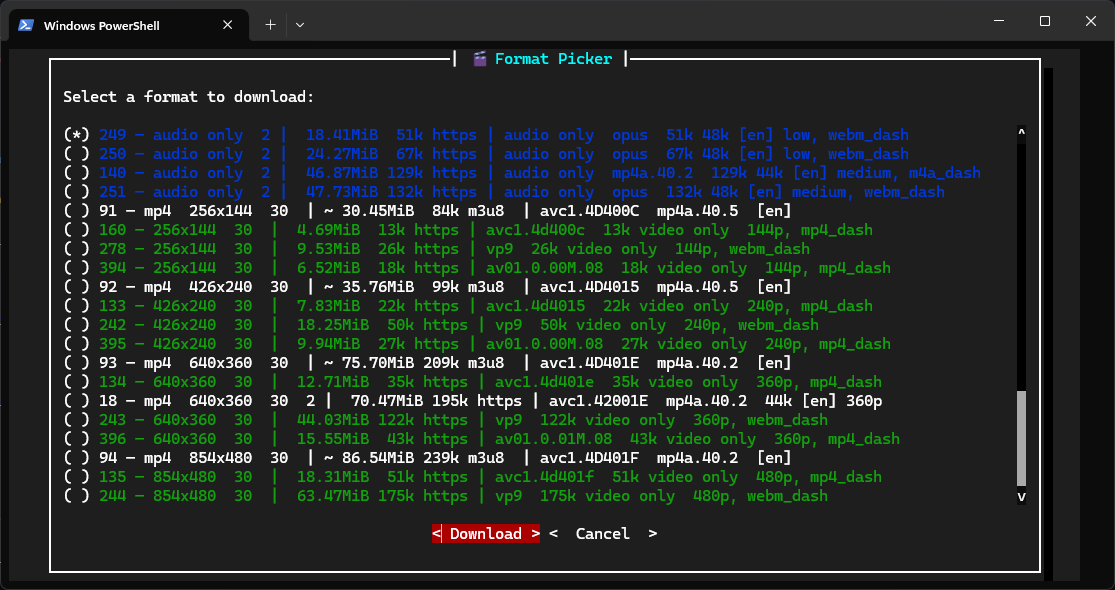 Windows PowerShell
Format Picker
Select a format to download:
(*) 249 — audio only  2 |  18.41MiB  51k https | audio only  opus  51k 48k [en] low, webm_dash
( ) 250 — audio only  2 |  24.27MiB  67k https | audio only  opus  67k 48k [en] low, webm_dash
( ) 140 — audio only  2 |  46.87MiB 129k https | audio only  mp4a.40.2  129k 44k [en] medium, m4a_dash
( ) 251 — audio only  2 |  47.73MiB 132k https | audio only  opus  132k 48k [en] medium, webm_dash
( ) 91 — mp4  256x144  30  | ~ 30.45MiB  84k m3u8  | avc1.4D400C  mp4a.40.5  [en]
( ) 160 — 256x144  30  |  4.69MiB  13k https | avc1.4d400c  13k video only  144p, mp4_dash
( ) 278 — 256x144  30  |  9.53MiB  26k https | vp9  26k video only  144p, webm_dash
( ) 394 — 256x144  30  |  6.52MiB  18k https | av01.0.00M.08  18k video only  144p, mp4_dash
( ) 92 — mp4  426x240  30  | ~ 35.76MiB  99k m3u8  | avc1.4D4015  mp4a.40.5  [en]
( ) 133 — 426x240  30  |  7.83MiB  22k https | avc1.4d4015  22k video only  240p, mp4_dash
( ) 242 — 426x240  30  |  18.25MiB  50k https | vp9  50k video only  240p, webm_dash
( ) 395 — 426x240  30  |  9.94MiB  27k https | av01.0.00M.08  27k video only  240p, mp4_dash
( ) 93 — mp4  640x360  30  | ~ 75.70MiB 209k m3u8  | avc1.4D401E  mp4a.40.2  [en]
( ) 134 — 640x360  30  |  12.71MiB  35k https | avc1.4d401e  35k video only  360p, mp4_dash
( ) 18 — mp4  640x360  30  2 |  70.47MiB 195k https | avc1.42001E  mp4a.40.2  44k [en] 360p
( ) 243 — 640x360  30  |  44.03MiB 122k https | vp9  122k video only  360p, webm_dash
( ) 396 — 640x360  30  |  15.55MiB  43k https | av01.0.01M.08  43k video only  360p, mp4_dash
( ) 94 — mp4  854x480  30  | ~ 86.54MiB 239k m3u8  | avc1.4D401F  mp4a.40.2  [en]
( ) 135 — 854x480  30  |  18.31MiB  51k https | avc1.4d401f  51k video only  480p, mp4_dash
( ) 244 — 854x480  30  |  63.47MiB 175k https | vp9  175k video only  480p, webm_dash
< Download > <  Cancel  >